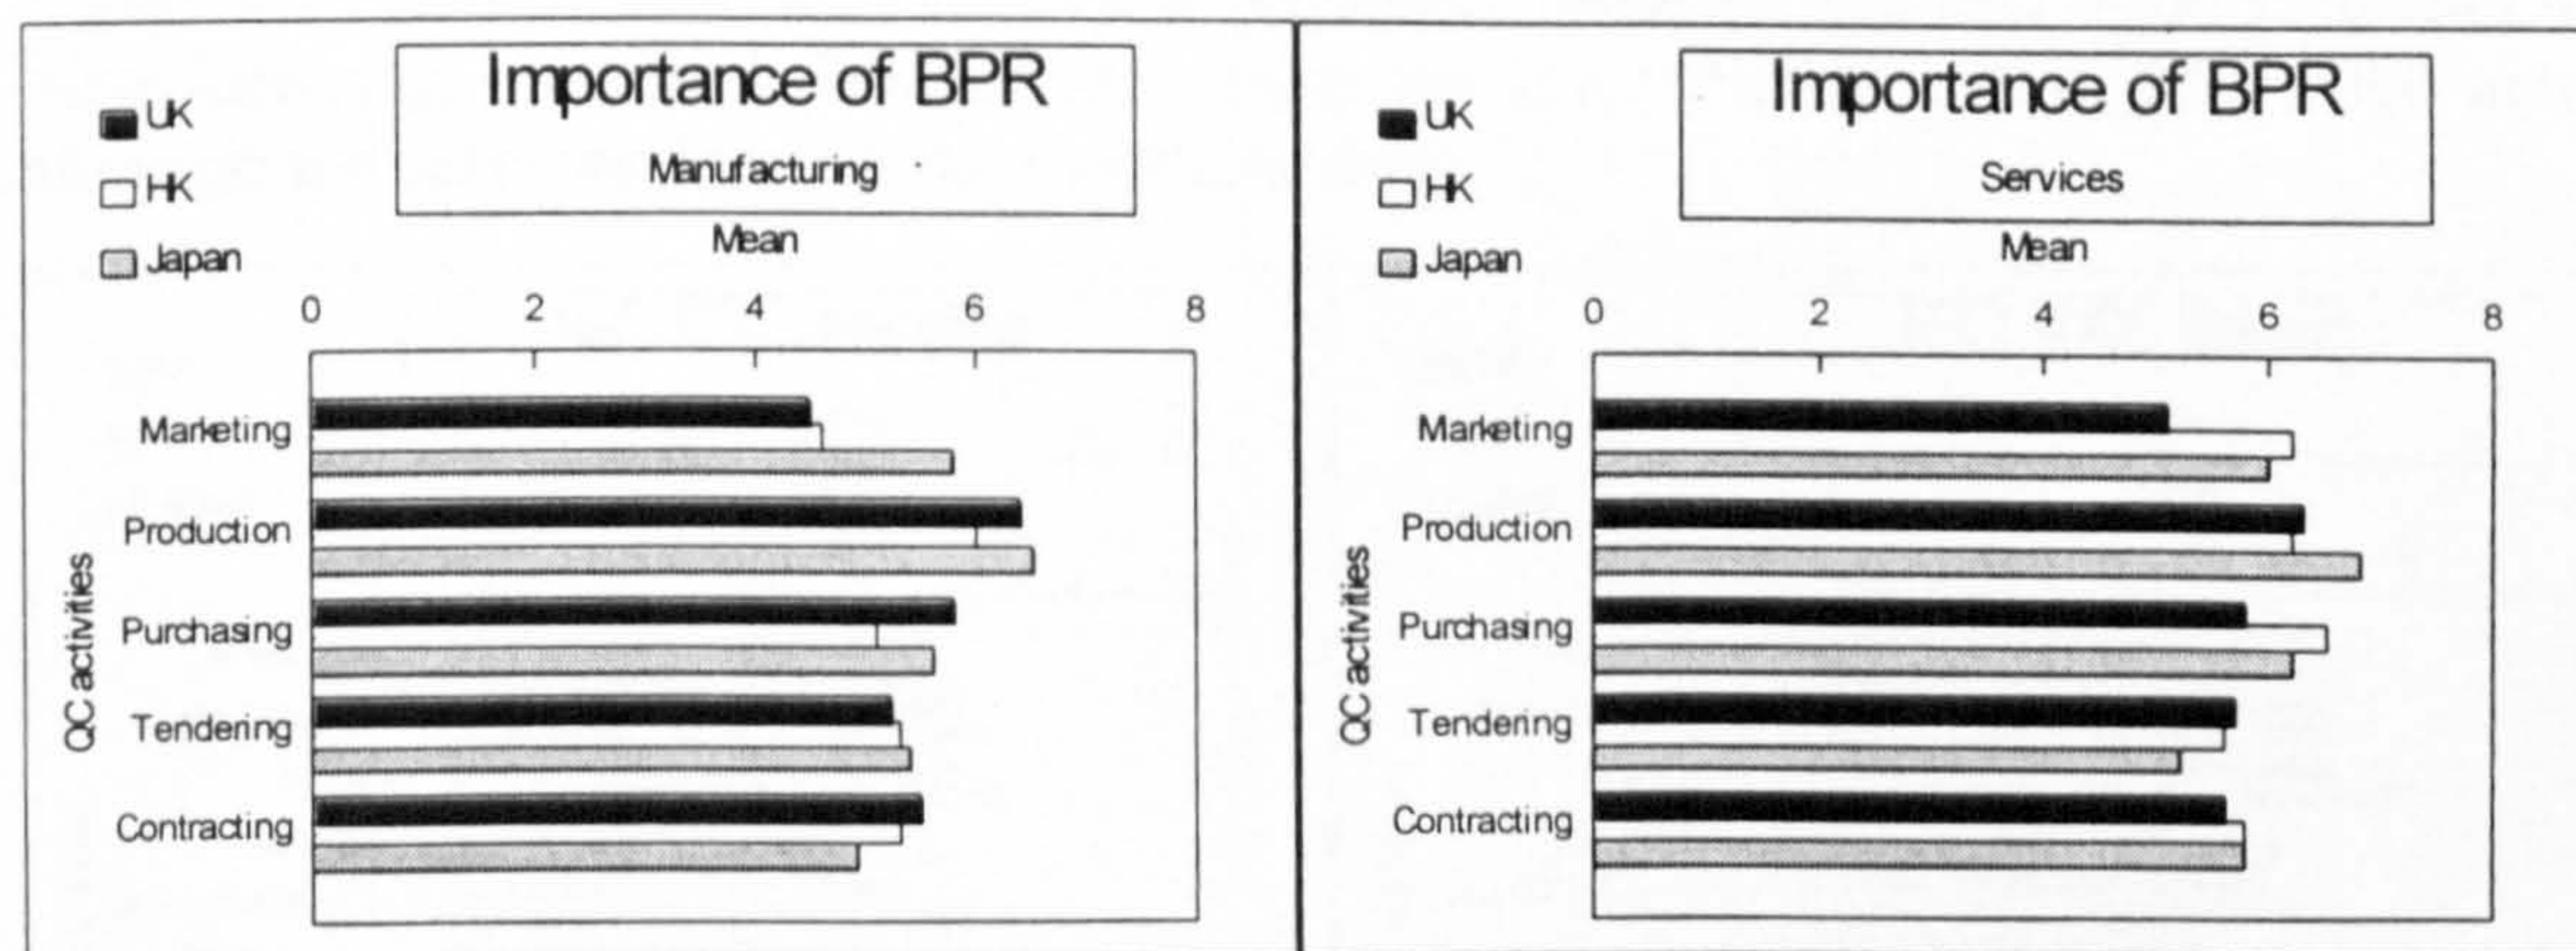 Importance of BPR
Manufacturing
UK
HK
Japan
Mean
0 2 4 6 8
QC activities
Marketing
Production
Purchasing
Tendering
Contracting
Importance of BPR
Services
UK
HK
Japan
Mean
0 2 4 6 8
QC activities
Marketing
Production
Purchasing
Tendering
Contracting